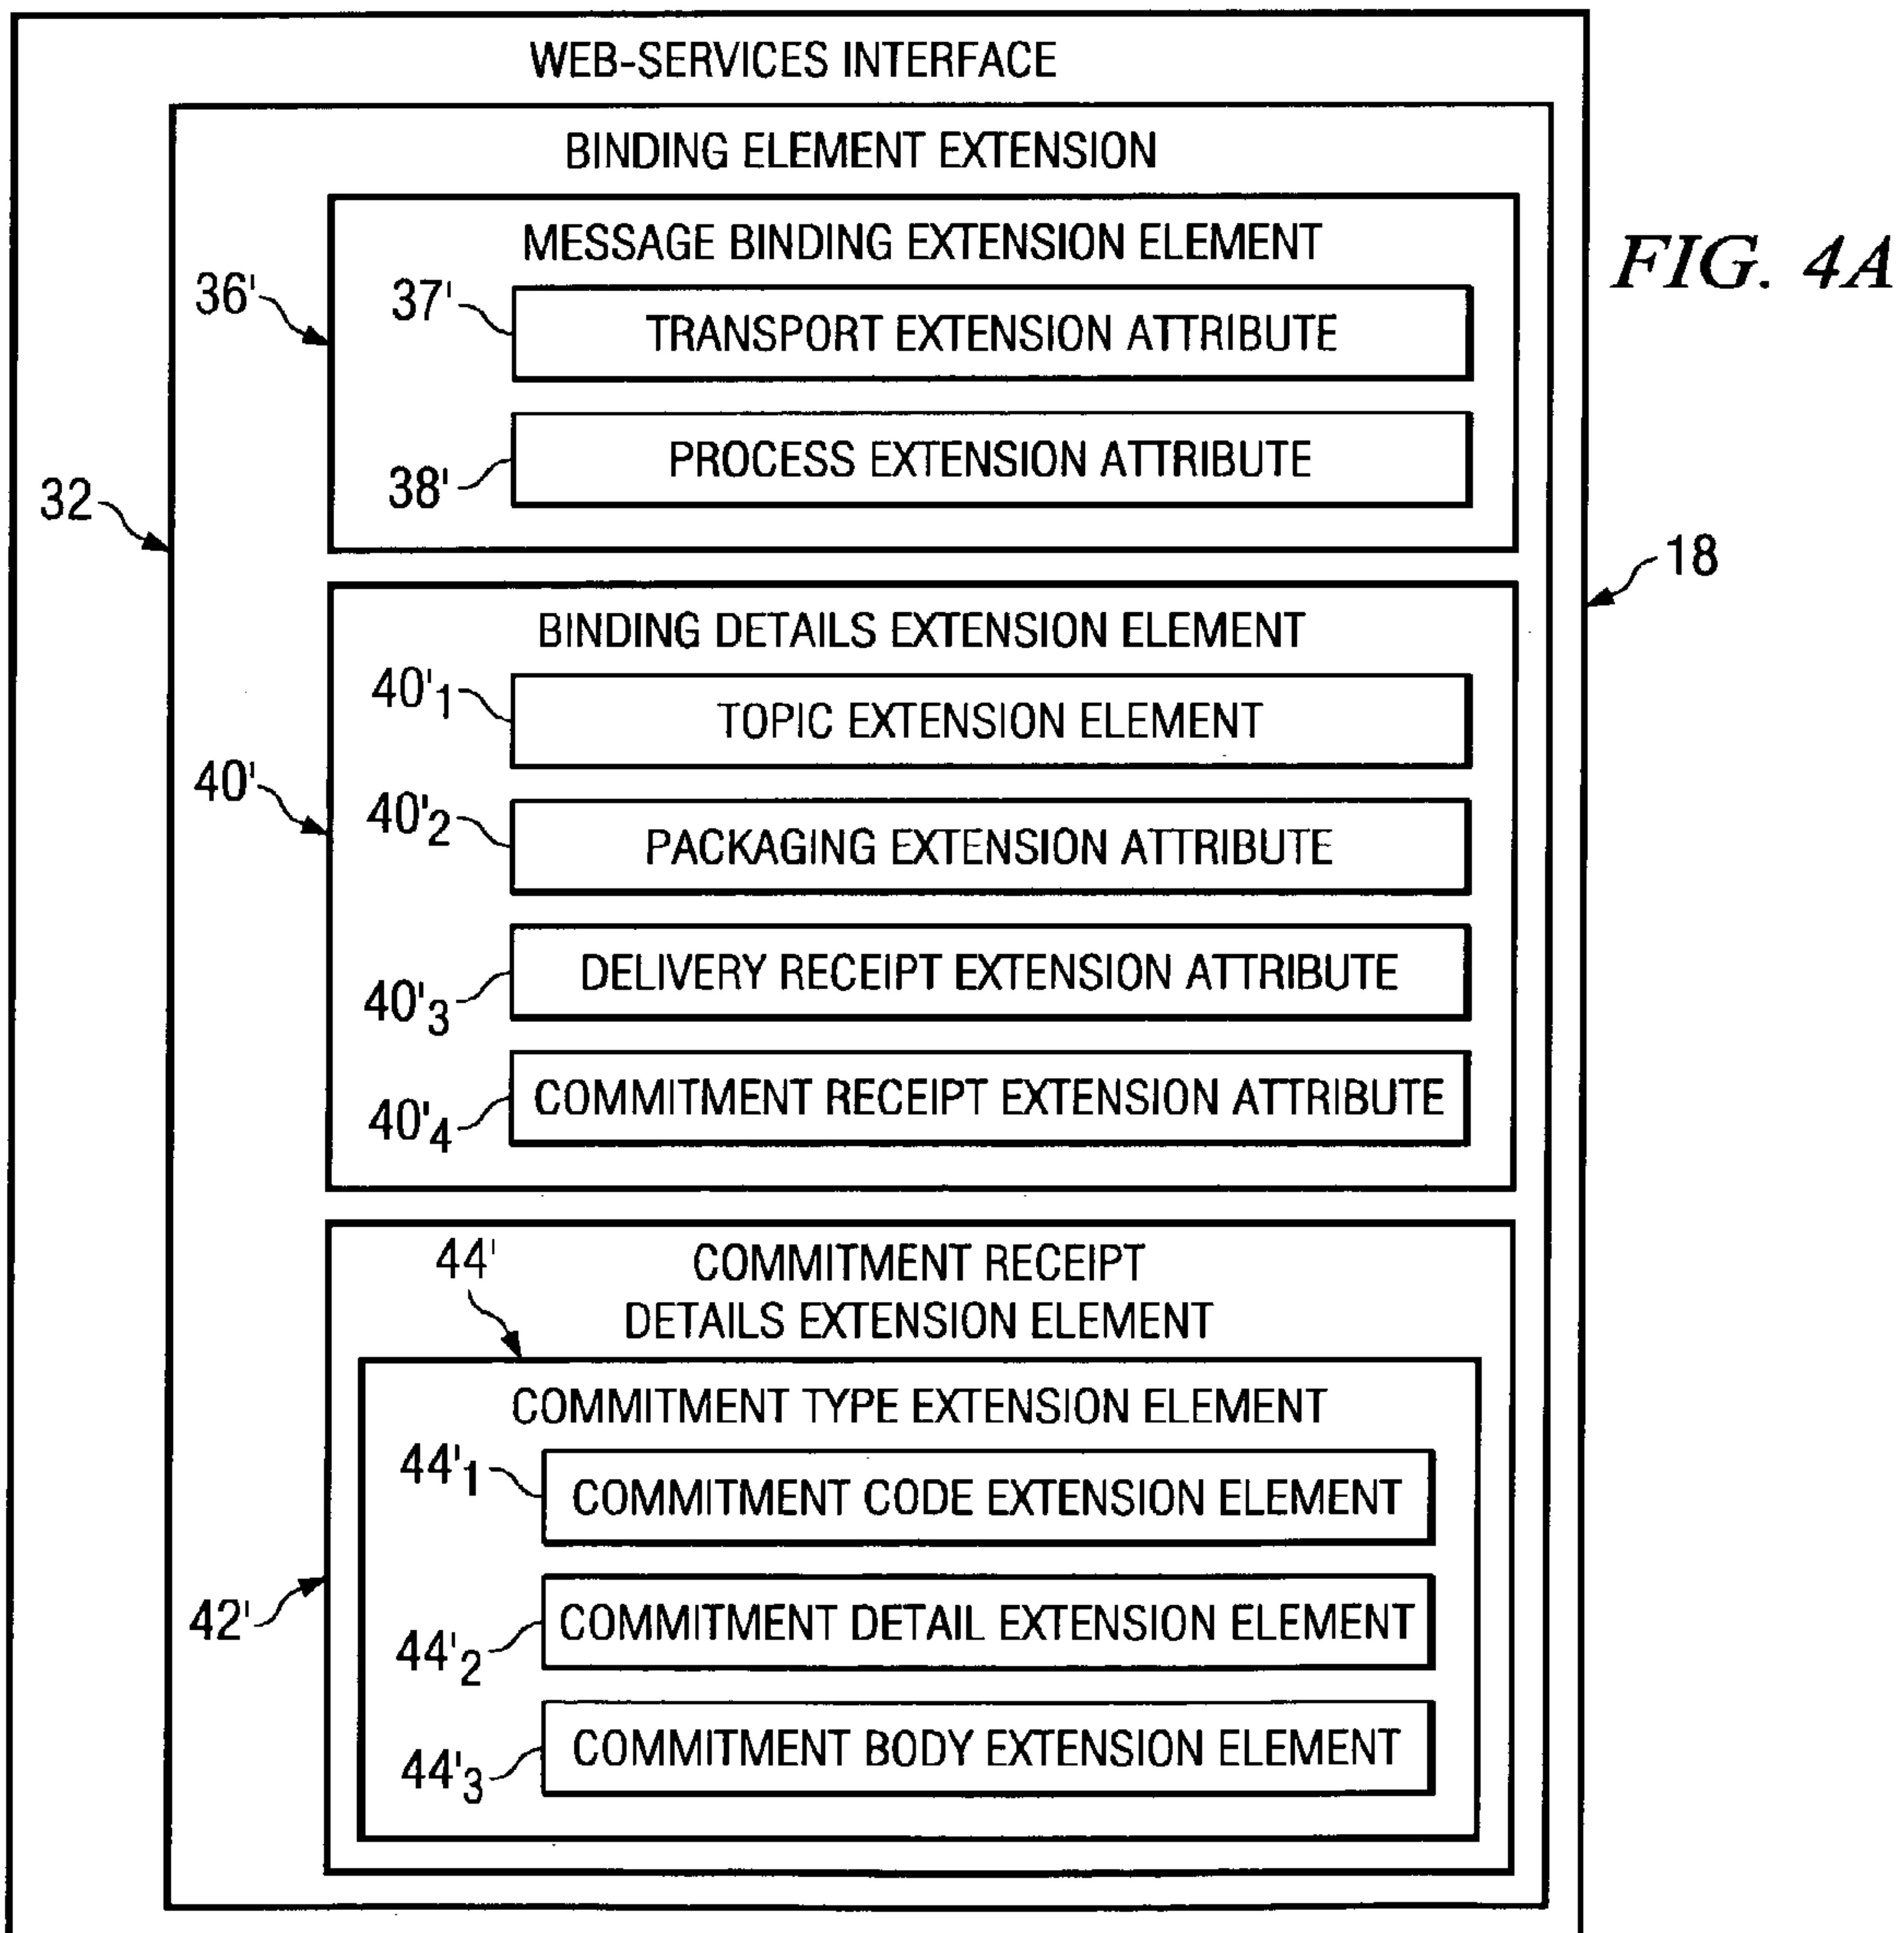 WEB-SERVICES INTERFACE
BINDING ELEMENT EXTENSION
MESSAGE BINDING EXTENSION ELEMENT
FIG. 4A
36'
37'
TRANSPORT EXTENSION ATTRIBUTE
38'
PROCESS EXTENSION ATTRIBUTE
32
18
BINDING DETAILS EXTENSION ELEMENT
40'1
TOPIC EXTENSION ELEMENT
40'
40'2
PACKAGING EXTENSION ATTRIBUTE
40'3
DELIVERY RECEIPT EXTENSION ATTRIBUTE
40'4
COMMITMENT RECEIPT EXTENSION ATTRIBUTE
44'
COMMITMENT RECEIPT
DETAILS EXTENSION ELEMENT
COMMITMENT TYPE EXTENSION ELEMENT
44'1
COMMITMENT CODE EXTENSION ELEMENT
42'
44'2
COMMITMENT DETAIL EXTENSION ELEMENT
44'3
COMMITMENT BODY EXTENSION ELEMENT